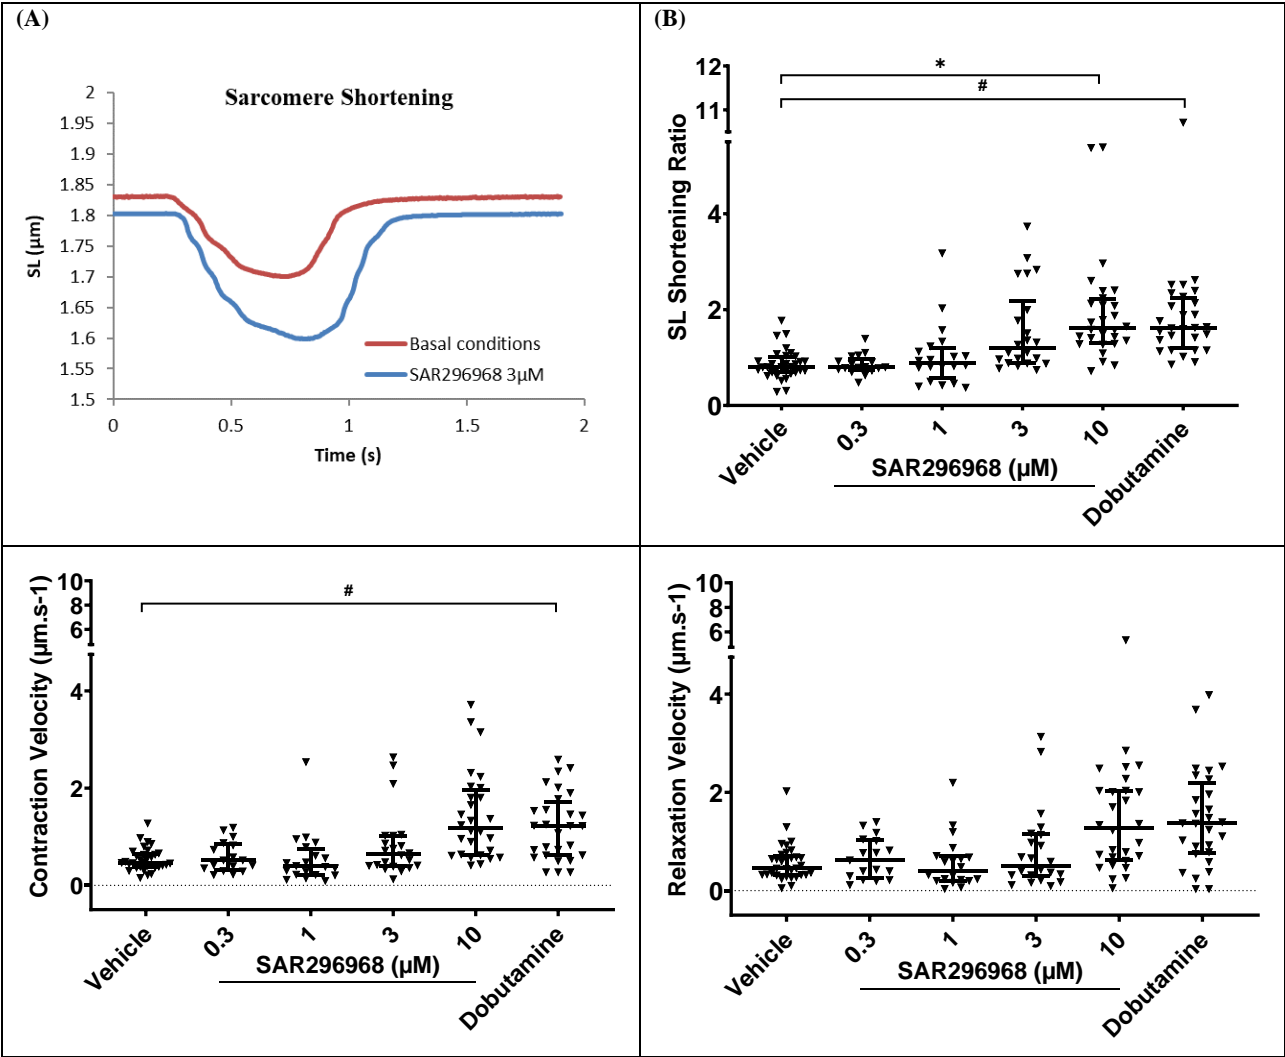 (A)
Sarcomere Shortening
2
1.95
1.9
1.85
1.8
1.75
1.7
1.65
1.6
1.55
1.5
SL (µm)
Basal conditions
SAR296968 3µM
0 0.5 1 1.5 2
Time (s)
(B)
12
11
4
2
0
SL Shortening Ratio
*
#
Vehicle 0.3 1 3 10 Dobutamine
SAR296968 (µM)
10
8
6
4
2
0
Contraction Velocity (µm.s-1)
#
Vehicle 0.3 1 3 10 Dobutamine
SAR296968 (µM)
10
8
6
4
2
0
Relaxation Velocity (µm.s-1)
Vehicle 0.3 1 3 10 Dobutamine
SAR296968 (µM)